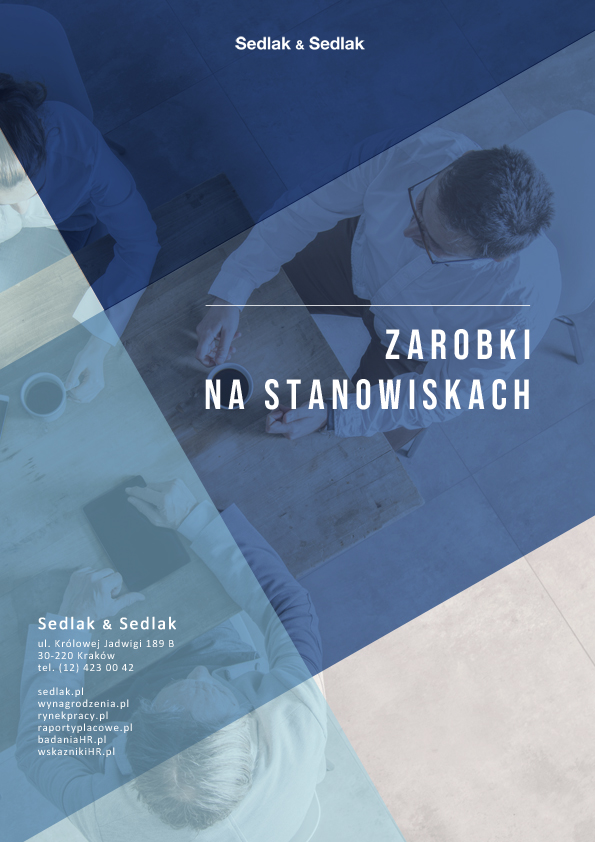 Sedlak & Sedlak
ZAROBKI
NA STANOWISKACH
Sedlak & Sedlak
ul. Królowej Jadwigi 189 B
30-220 Kraków
tel. (12) 423 00 42
sedlak.pl
wynagrodzenia.pl
rynekpracy.pl
raportyplacowe.pl
badaniaHR.pl
wskaznikiHR.pl